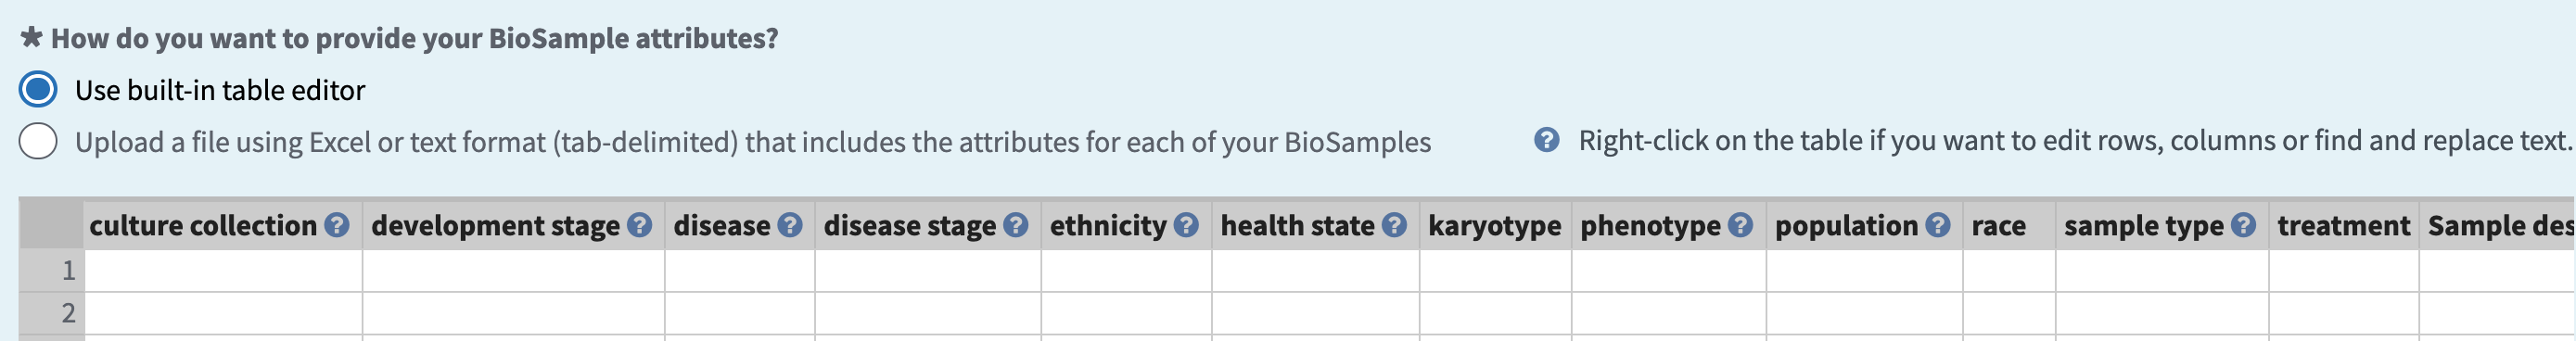 * How do you want to provide your BioSample attributes?
Use built-in table editor
Upload a file using Excel or text format (tab-delimited) that includes the attributes for each of your BioSamples ? Right-click on the table if you want to edit rows, columns or find and replace text.
culture collection ? development stage ? disease ? disease stage ? ethnicity ? health state ? karyotype phenotype ? population ? race sample type ? treatment Sample des
1
2